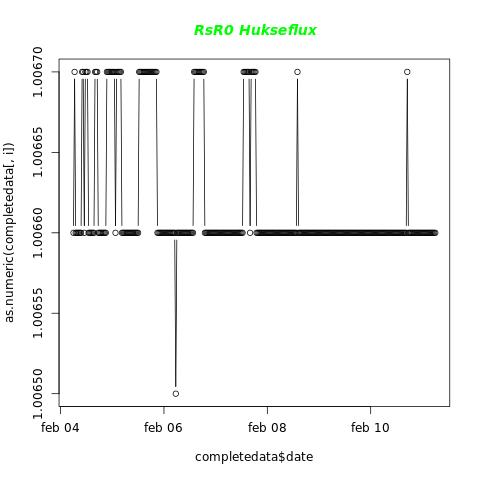 RsR0 Hukseflux
as.numeric(completedata[, i])
1.00670
1.00665
1.00660
1.00655
1.00650
feb 04
feb 06
feb 08
feb 10
completedata$date